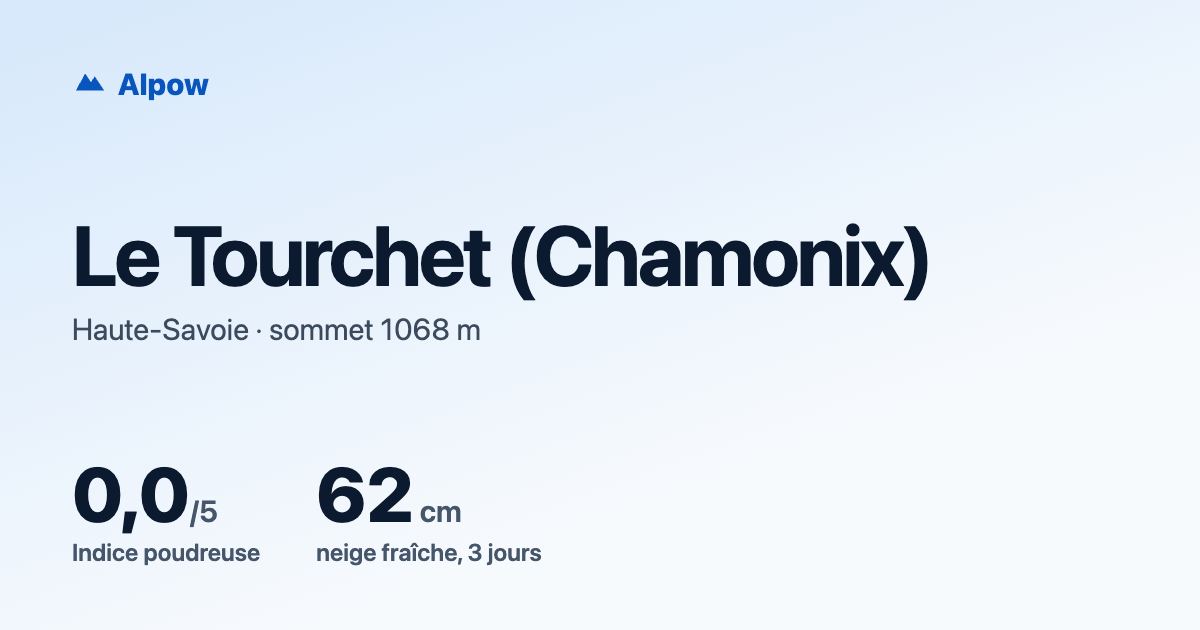 Alpow
Le Tourchet (Chamonix)
Haute-Savoie · sommet 1068 m
0,0/5 62 cm
Indice poudreuse neige fraîche, 3 jours